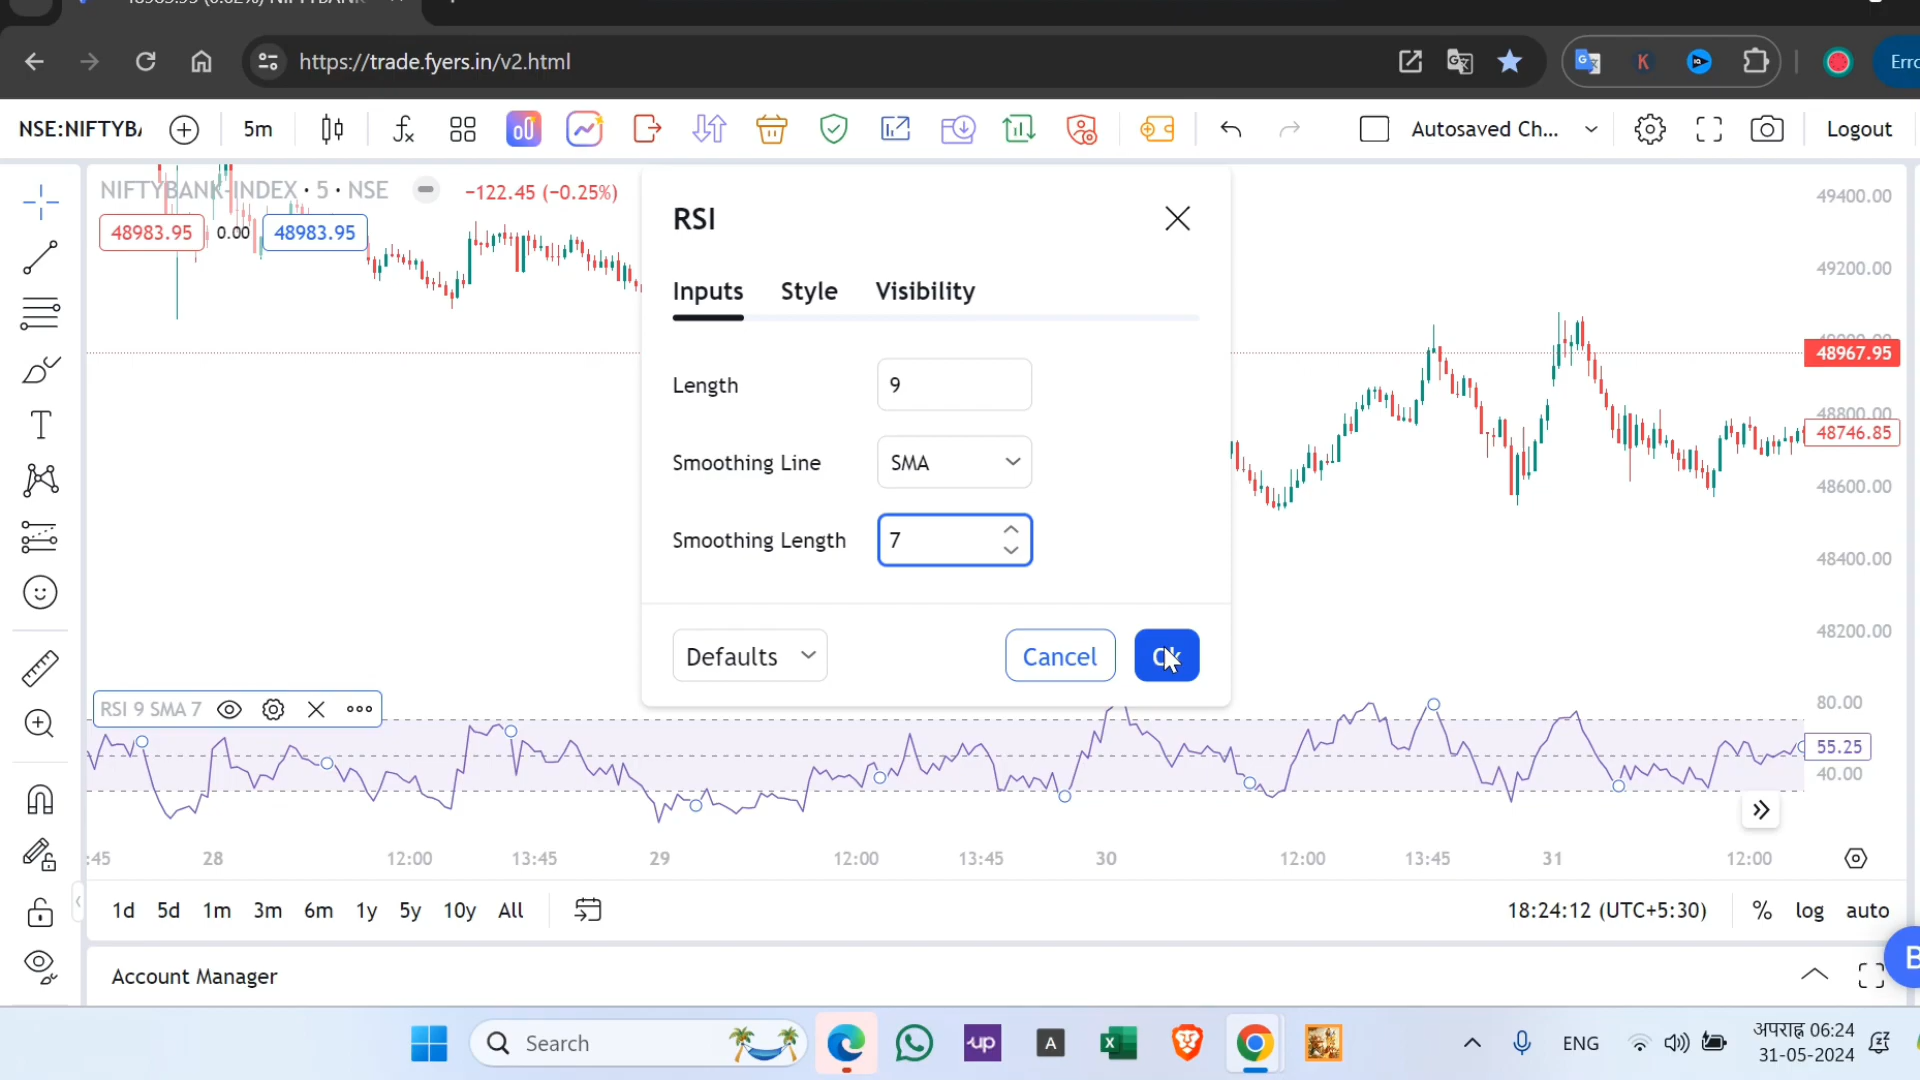 https://trade.fyers.in/v2.html
Erro
NSE:NIFTYBA
5m
Autosaved Ch...
Logout
NIFTYBANK-INDEX · 5 · NSE
−122.45 (−0.25%)
48983.95 0.00 48983.95
RSI
Inputs Style Visibility
Length 9
Smoothing Line SMA
Smoothing Length 7
Defaults Cancel Ok
49400.00
49200.00
49000.00
48967.95
48800.00
48746.85
48600.00
48400.00
48200.00
RSI 9 SMA 7
80.00
55.25
40.00
:45 28 12:00 13:45 29 12:00 13:45 30 12:00 13:45 31 12:00
1d 5d 1m 3m 6m 1y 5y 10y All
18:24:12 (UTC+5:30) % log auto
B
Account Manager
Search
up
A
ENG
अपराह्न 06:24
31-05-2024